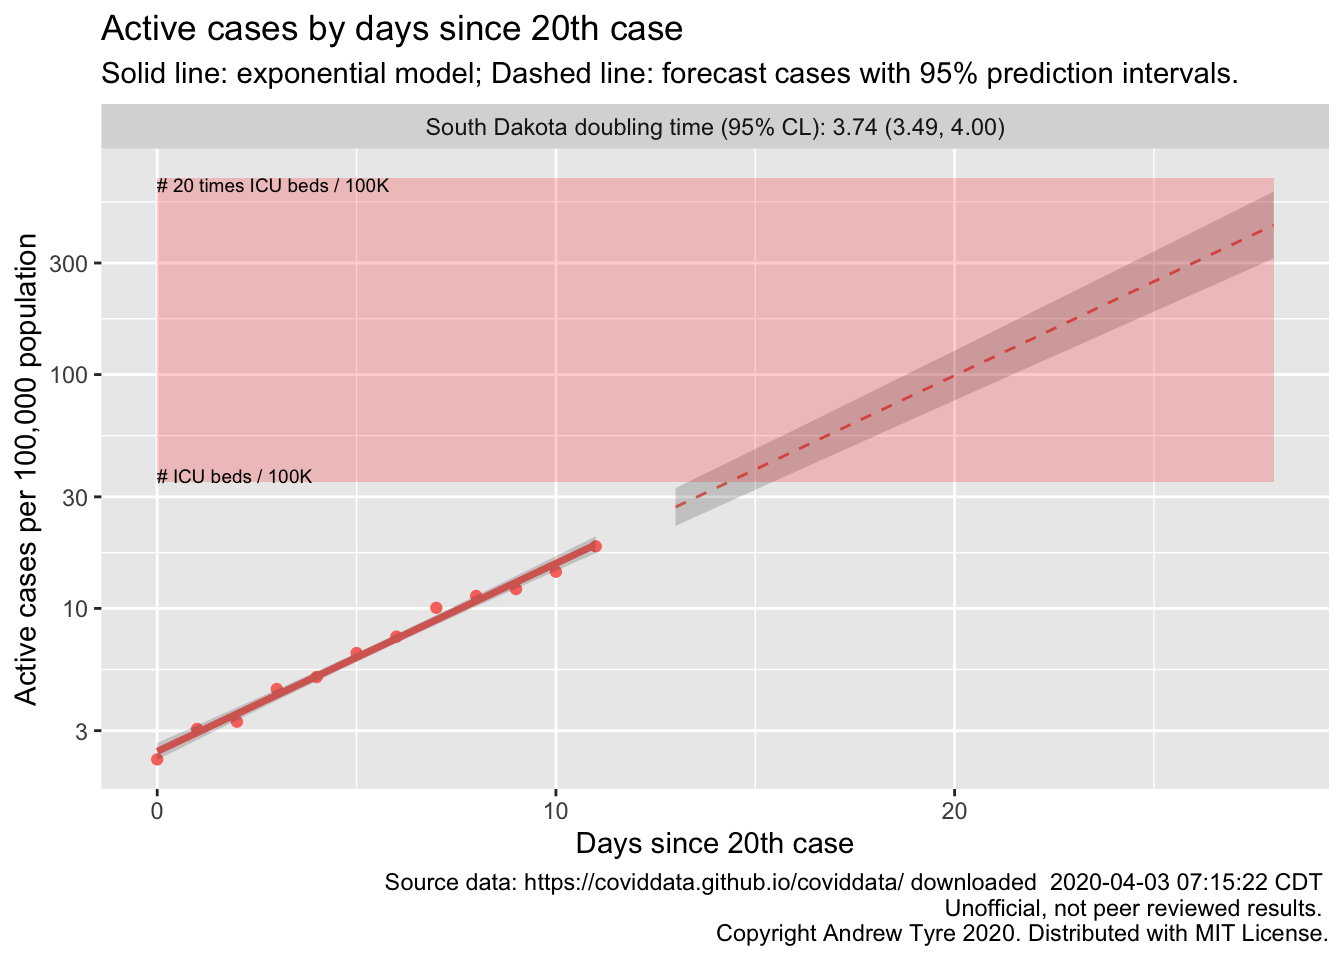 Active cases by days since 20th case
Solid line: exponential model; Dashed line: forecast cases with 95% prediction intervals.
South Dakota doubling time (95% CL): 3.74 (3.49, 4.00)
# 20 times ICU beds / 100K
# ICU beds / 100K
Active cases per 100,000 population
300
100
30
10
3
0
10
20
Days since 20th case
Source data: https://coviddata.github.io/coviddata/ downloaded  2020-04-03 07:15:22 CDT
Unofficial, not peer reviewed results.
Copyright Andrew Tyre 2020. Distributed with MIT License.